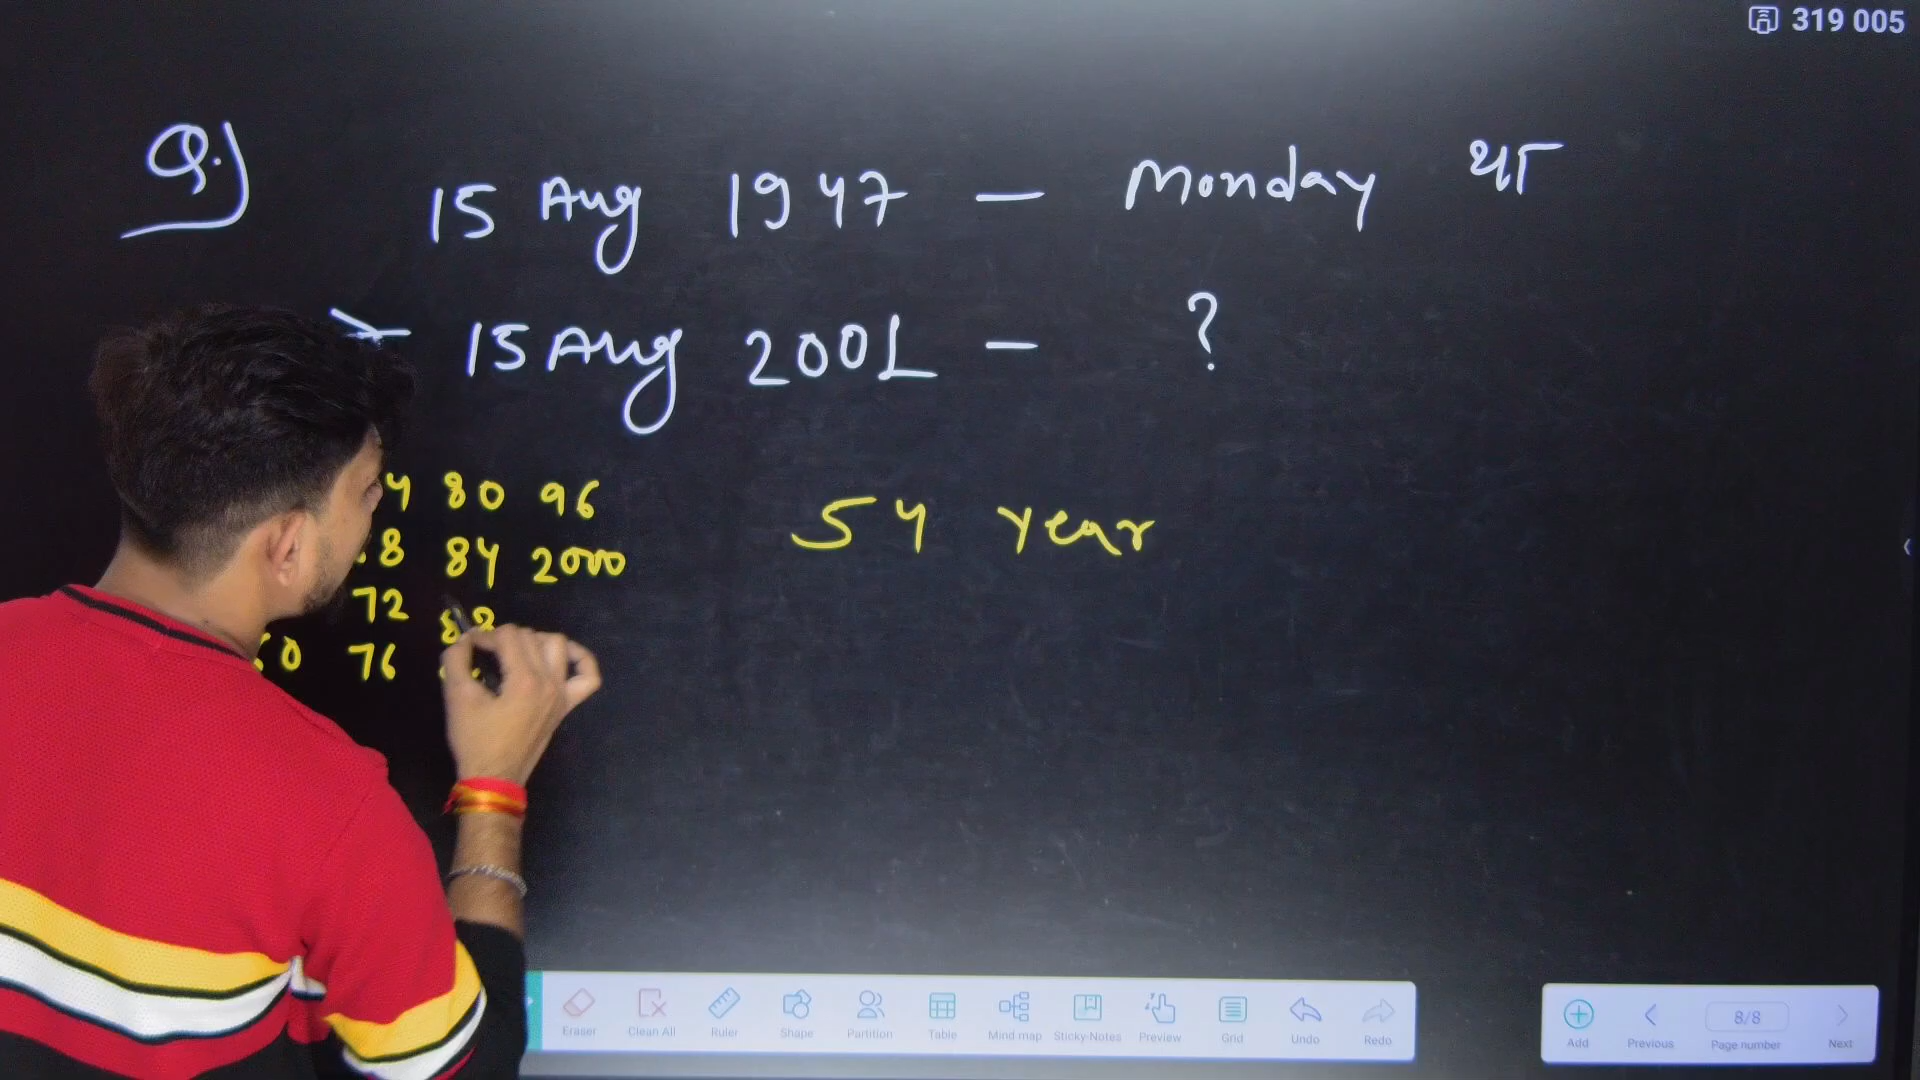 319 005
Q.)
15 Aug 1947 – Monday था
15 Aug 2001 – ?
80 96
84 2000
54 year
72 88
60 76
Eraser Clean All Ruler Shape Partition Table Mind map Sticky Notes Preview Grid Undo Redo
Add Previous 8/8 Page number Next